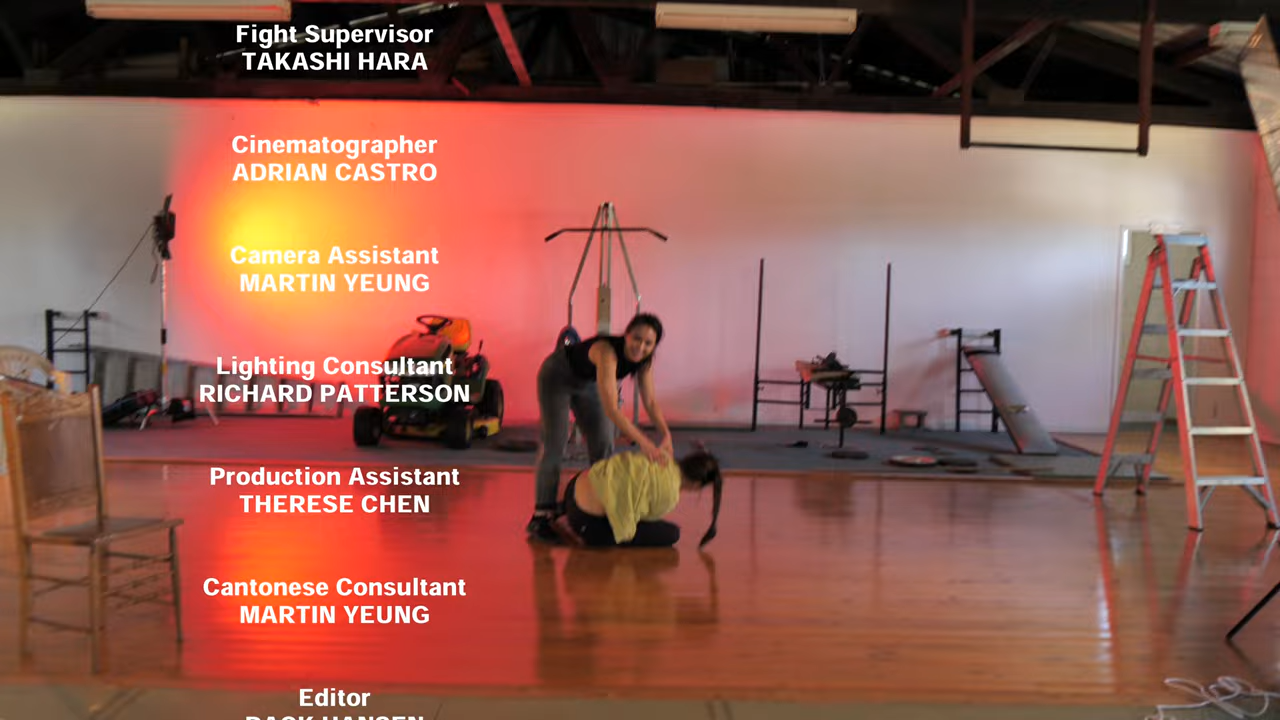 Fight Supervisor
TAKASHI HARA
Cinematographer
ADRIAN CASTRO
Camera Assistant
MARTIN YEUNG
Lighting Consultant
RICHARD PATTERSON
Production Assistant
THERESE CHEN
Cantonese Consultant
MARTIN YEUNG
Editor